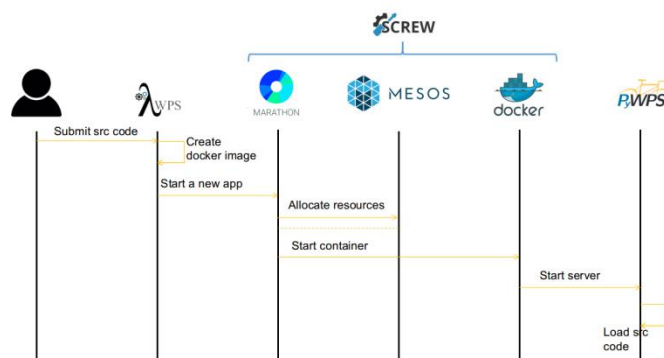 SCREW
λWPS
MARATHON
MESOS
docker
PyWPS
Submit src code
Create
docker image
Start a new app
Allocate resources
Start container
Start server
Load src
code